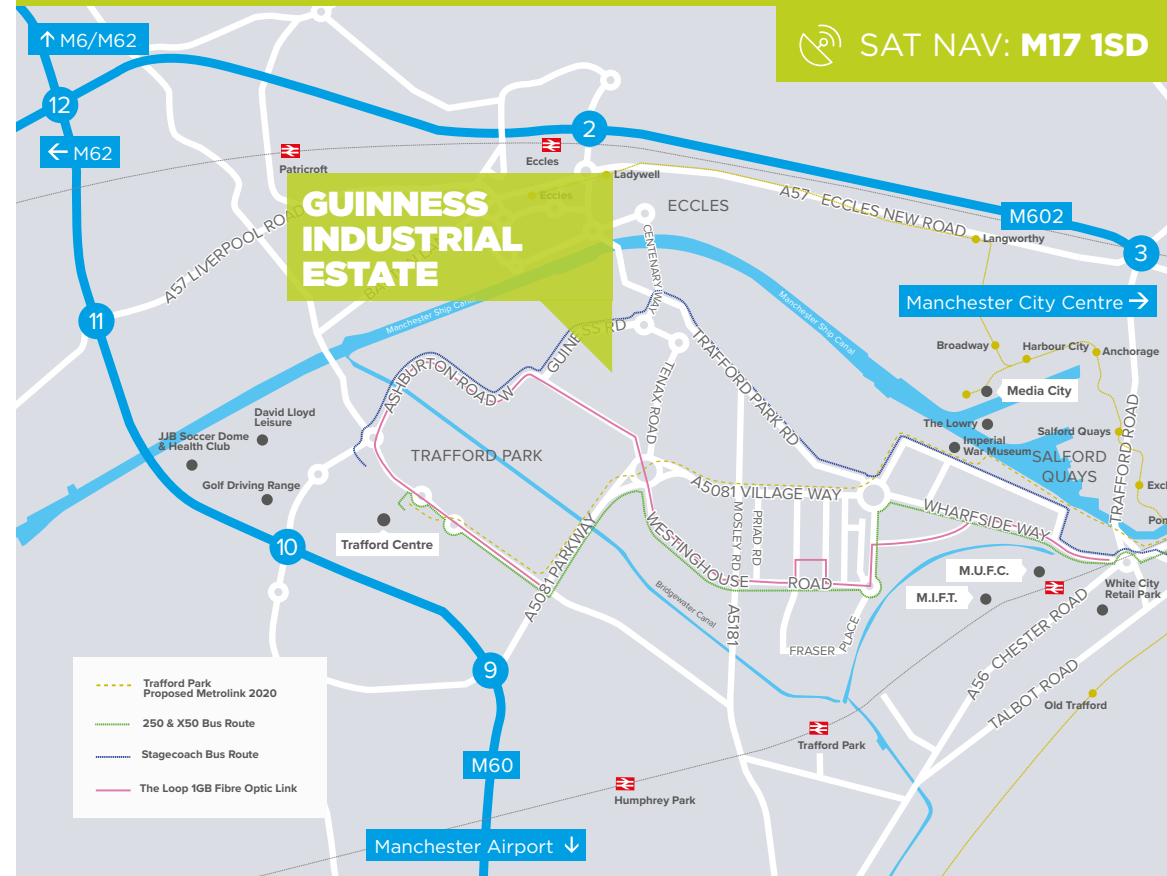 ↑ M6/M62
SAT NAV: M17 1SD
12
← M62
2
Patricroft
Eccles
Ladywell
Eccles
ECCLES
GUINNESS
INDUSTRIAL
ESTATE
A57 LIVERPOOL ROAD
CENTENARY WAY
A57 ECCLES NEW ROAD
M602
Langworthy
3
Manchester City Centre →
11
Manchester Ship Canal
Manchester Ship Canal
GUINESS RD
TRAFFORD PARK RD
TENAX ROAD
ASHBURTON ROAD W
Broadway
Harbour City
Anchorage
Media City
The Lowry
Imperial
War Museum
Salford Quays
SALFORD
QUAYS
TRAFFORD ROAD
David Lloyd
Leisure
JJB Soccer Dome
& Health Club
Golf Driving Range
TRAFFORD PARK
Trafford Centre
10
A5081 VILLAGE WAY
MOSLEY RD
PRIAD RD
WHARFSIDE WAY
WESTINGHOUSE ROAD
A5081 PARKWAY
Bridgewater Canal
A5181
FRASER PLACE
M.U.F.C.
M.I.F.T.
White City
Retail Park
A56 CHESTER ROAD
TALBOT ROAD
Old Trafford
9
Trafford Park
Proposed Metrolink 2020
250 & X50 Bus Route
Stagecoach Bus Route
The Loop 1GB Fibre Optic Link
M60
Trafford Park
Humphrey Park
Manchester Airport ↓